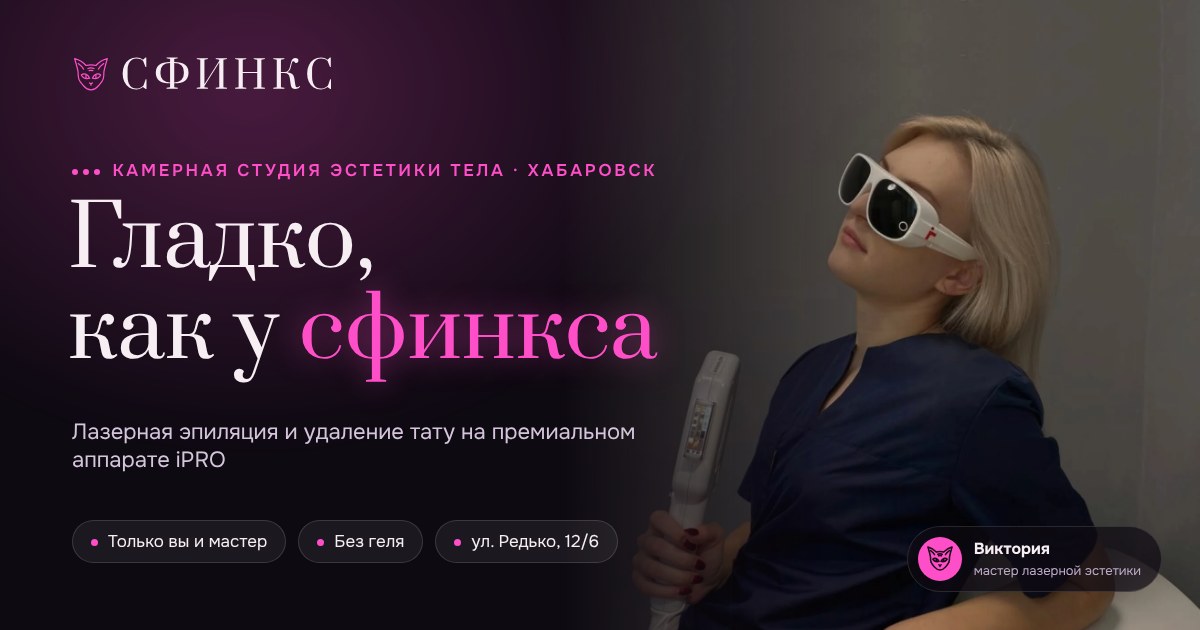 СФИНКС
КАМЕРНАЯ СТУДИЯ ЭСТЕТИКИ ТЕЛА · ХАБАРОВСК
Гладко,
как у сфинкса
Лазерная эпиляция и удаление тату на премиальном
аппарате iPRO
Только вы и мастер
Без геля
ул. Редько, 12/6
Виктория
мастер лазерной эстетики